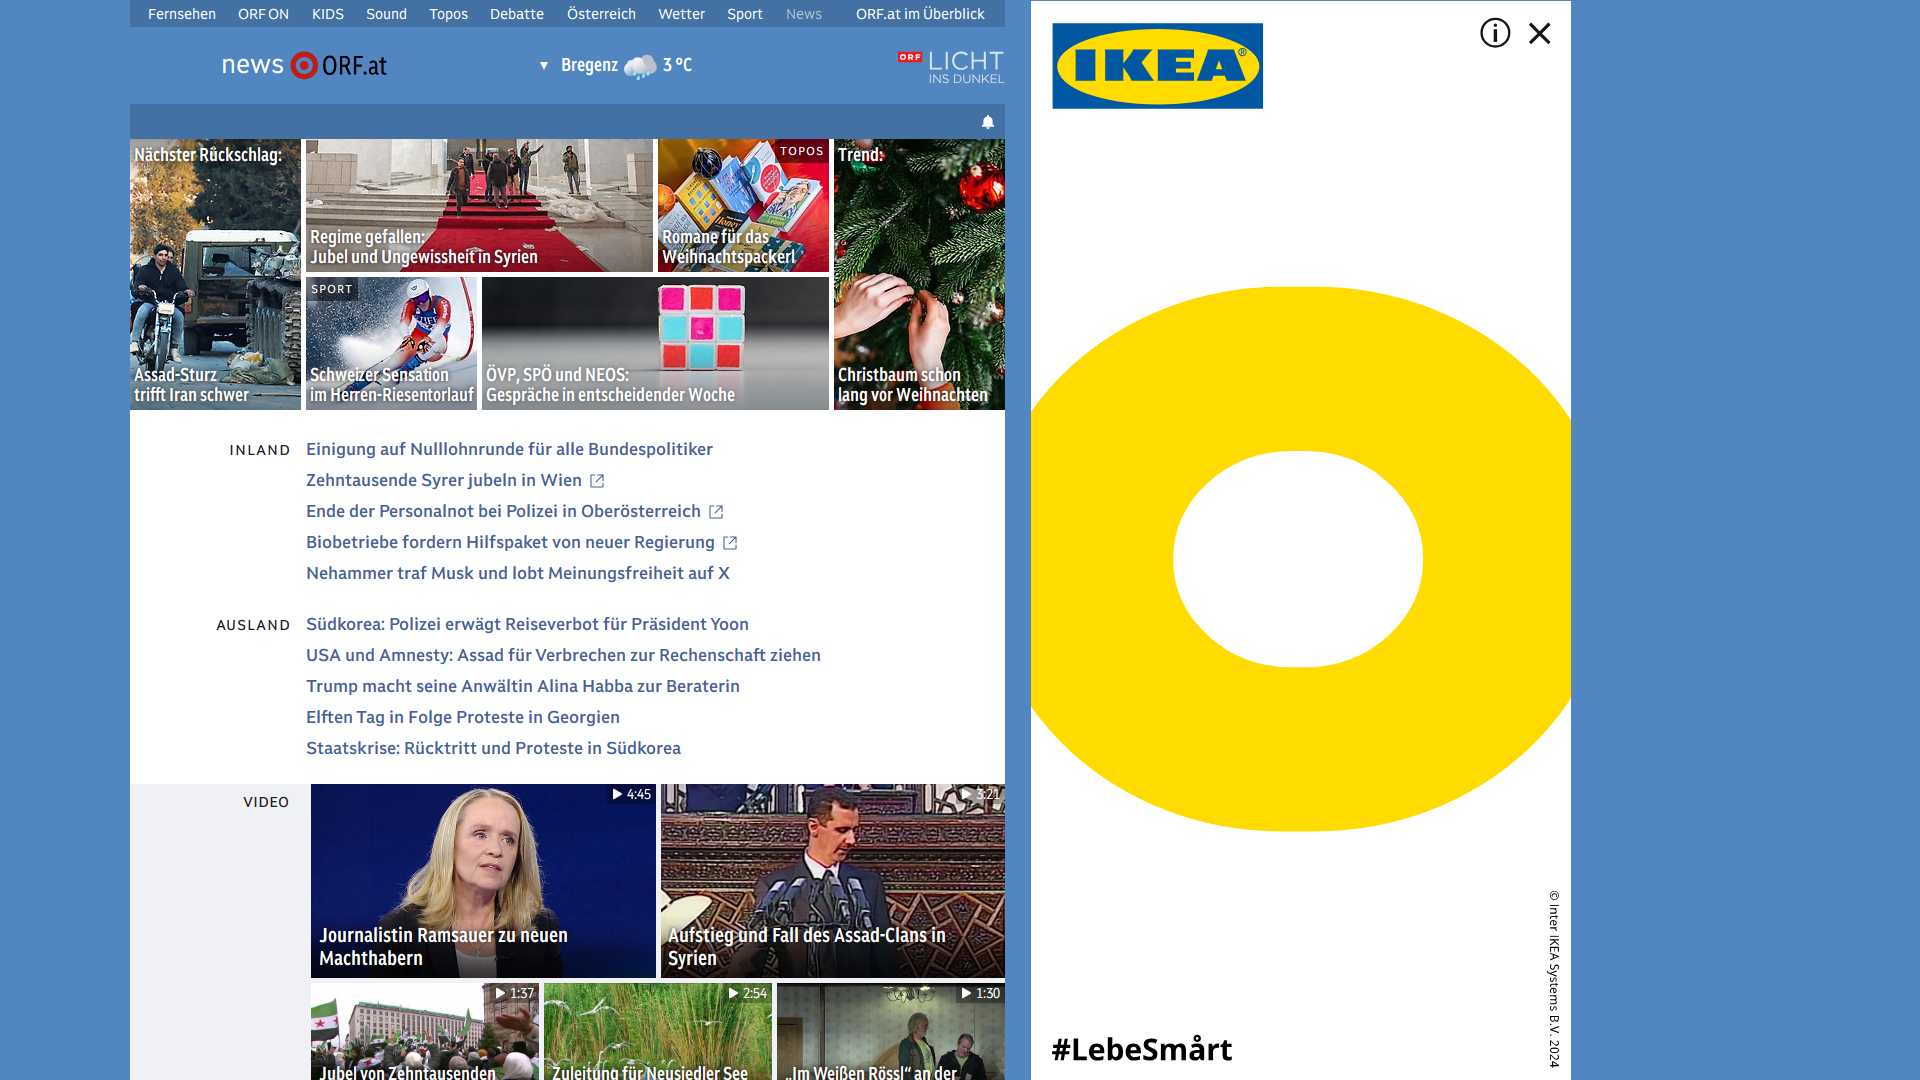 Fernsehen ORF ON KIDS Sound Topos Debatte Österreich Wetter Sport News ORF.at im Überblick
news ORF.at
▼ Bregenz 3 °C
ORF LICHT
INS DUNKEL
Nächster Rückschlag:
Assad-Sturz
trifft Iran schwer
Regime gefallen:
Jubel und Ungewissheit in Syrien
TOPOS
Romane für das
Weihnachtspackerl
Trend:
Christbaum schon
lang vor Weihnachten
SPORT
Schweizer Sensation
im Herren-Riesentorlauf
ÖVP, SPÖ und NEOS:
Gespräche in entscheidender Woche
INLAND
Einigung auf Nulllohnrunde für alle Bundespolitiker
Zehntausende Syrer jubeln in Wien
Ende der Personalnot bei Polizei in Oberösterreich
Biobetriebe fordern Hilfspaket von neuer Regierung
Nehammer traf Musk und lobt Meinungsfreiheit auf X
AUSLAND
Südkorea: Polizei erwägt Reiseverbot für Präsident Yoon
USA und Amnesty: Assad für Verbrechen zur Rechenschaft ziehen
Trump macht seine Anwältin Alina Habba zur Beraterin
Elften Tag in Folge Proteste in Georgien
Staatskrise: Rücktritt und Proteste in Südkorea
VIDEO
4:45
Journalistin Ramsauer zu neuen
Machthabern
3:21
Aufstieg und Fall des Assad-Clans in
Syrien
1:37
Jubel von Zehntausenden
2:54
Zuleitung für Neusiedler See
1:30
„Im Weißen Rössl“ an der
IKEA®
#LebeSmårt
© Inter IKEA Systems B.V. 2024